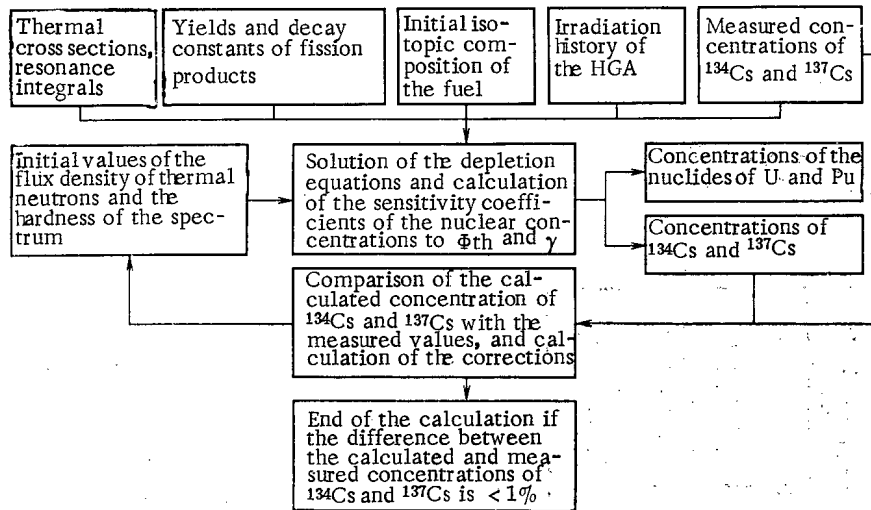 Thermal
cross sections,
resonance
integrals
Yields and decay
constants of fission
products
Initial iso-
topic com-
position of
the fuel
Irradiation
history of
the HGA
Measured con-
centrations of
¹³⁴Cs and ¹³⁷Cs
Initial values of the
flux density of thermal
neutrons and the
hardness of the spec-
trum
Solution of the depletion
equations and calculation
of the sensitivity coeffi-
cients of the nuclear con-
centrations to Φth and γ
Concentrations of the
nuclides of U and Pu
Concentrations of
¹³⁴Cs and ¹³⁷Cs
Comparison of the cal-
culated concentration of
¹³⁴Cs and ¹³⁷Cs with the
measured values, and cal-
culation of the corrections
End of the calculation if
the difference between
the calculated and mea-
sured concentrations of
¹³⁴Cs and ¹³⁷Cs is <1%